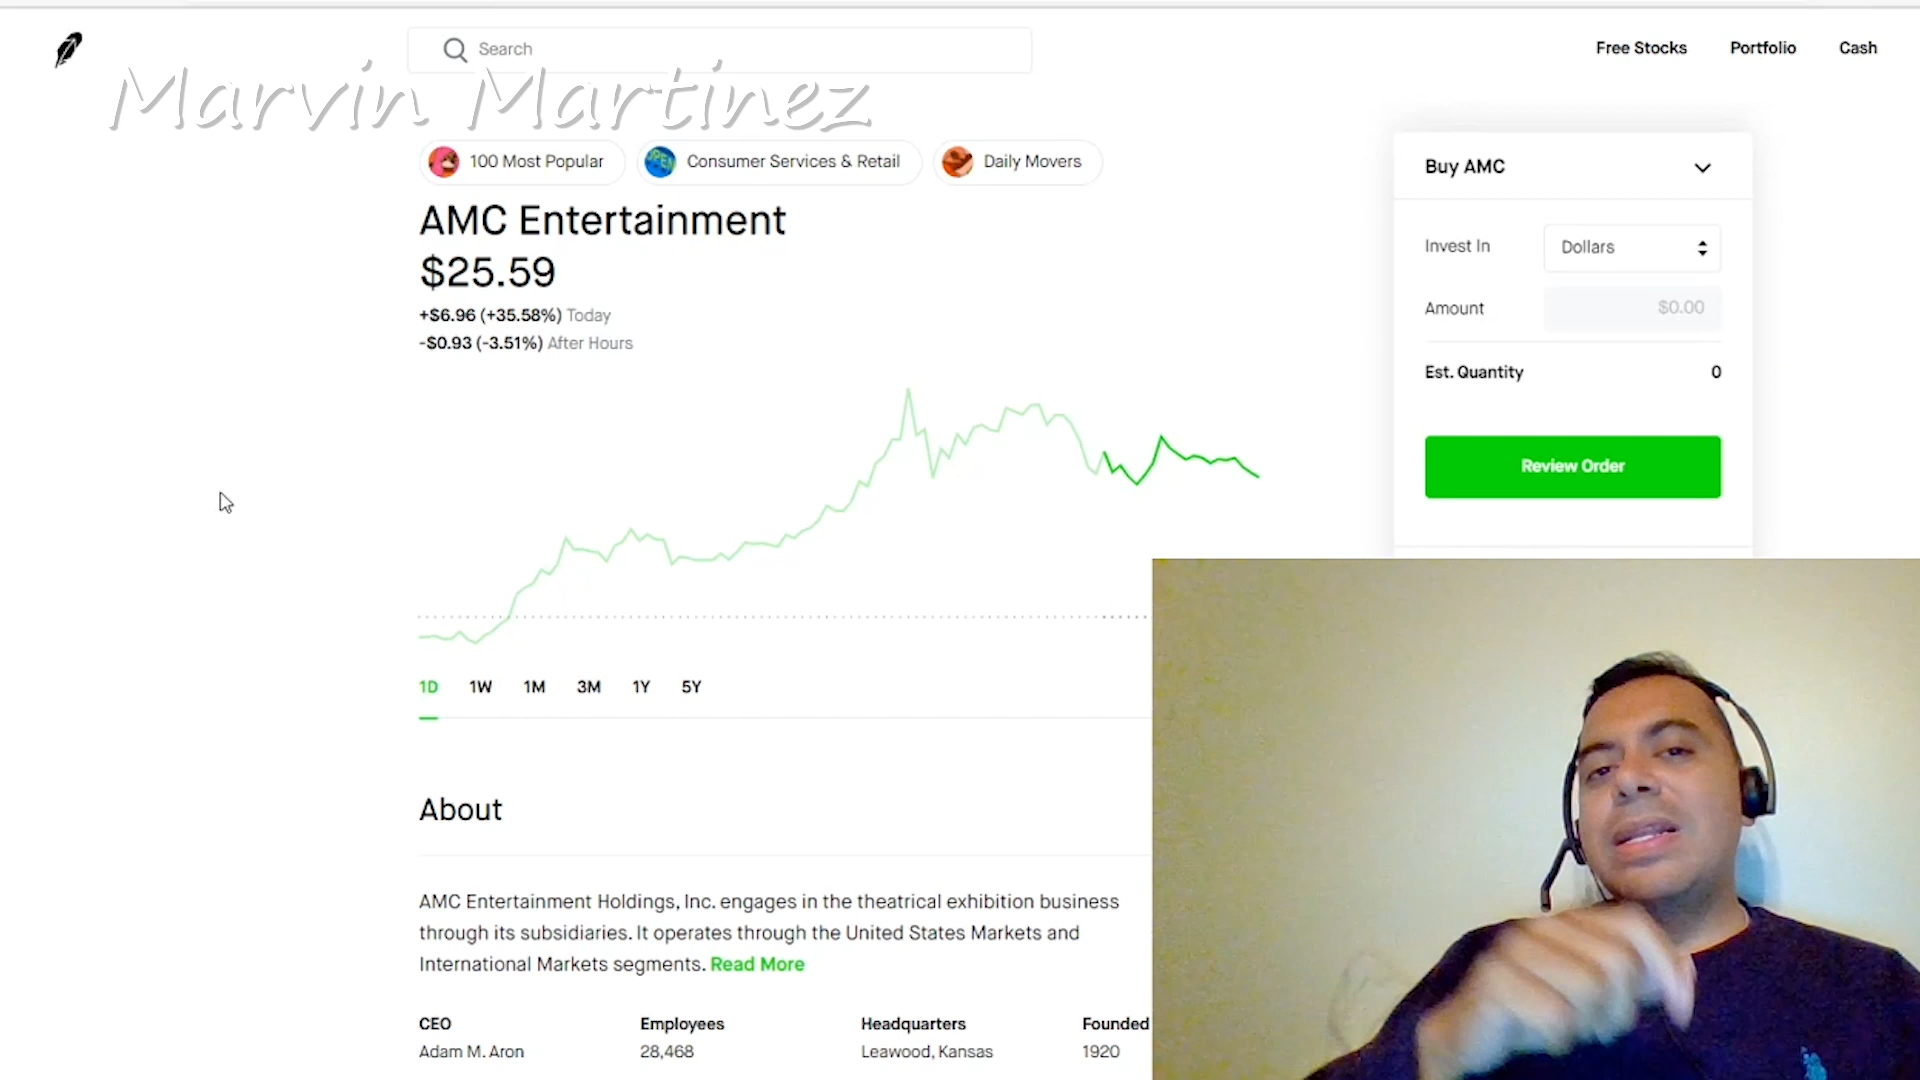 Search
Free Stocks
Portfolio
Cash
Marvin Martinez
100 Most Popular
Consumer Services & Retail
Daily Movers
AMC Entertainment
$25.59
+$6.96 (+35.58%) Today
-$0.93 (-3.51%) After Hours
Buy AMC
Invest In
Dollars
Amount
$0.00
Est. Quantity
0
Review Order
1D
1W
1M
3M
1Y
5Y
About
AMC Entertainment Holdings, Inc. engages in the theatrical exhibition business
through its subsidiaries. It operates through the United States Markets and
International Markets segments. Read More
CEO
Employees
Headquarters
Founded
Adam M. Aron
28,468
Leawood, Kansas
1920